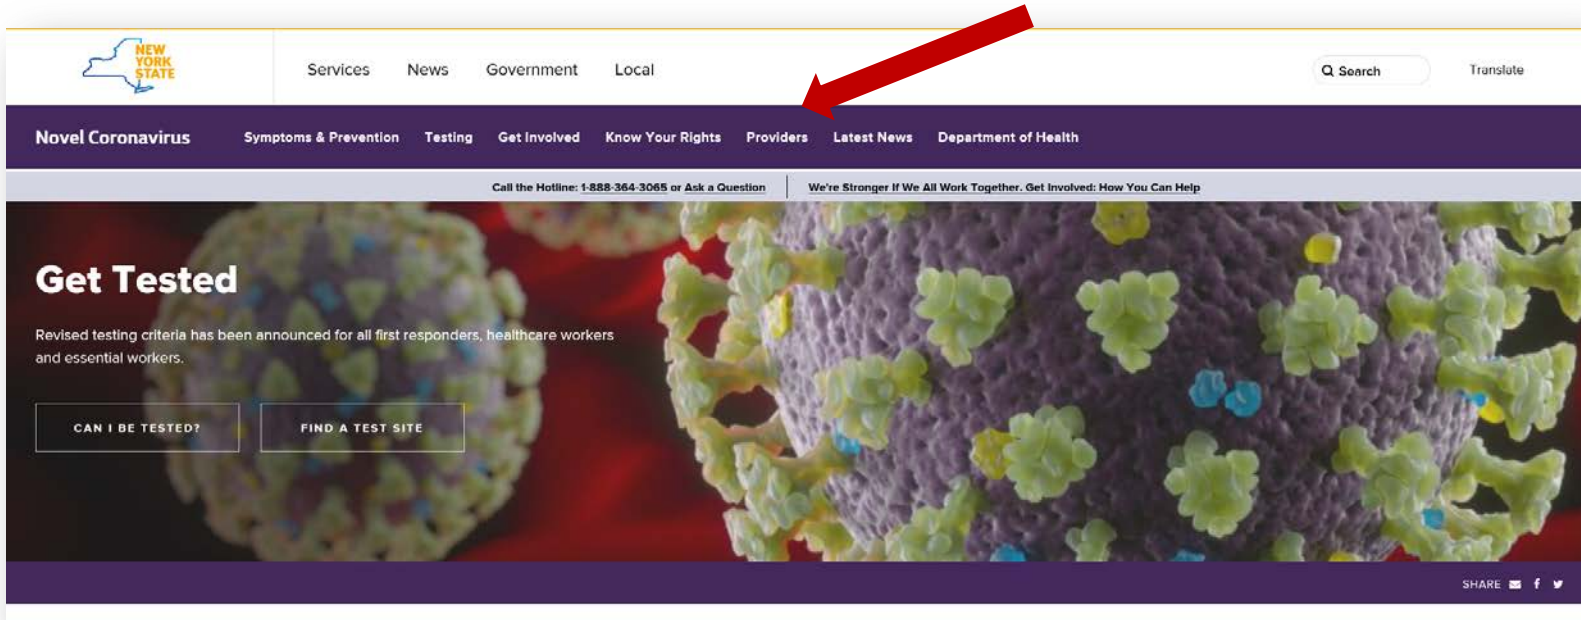 NEW
YORK
STATE
Services News Government Local
Search
Translate
Novel Coronavirus Symptoms & Prevention Testing Get Involved Know Your Rights Providers Latest News Department of Health
Call the Hotline: 1-888-364-3065 or Ask a Question We're Stronger If We All Work Together. Get Involved: How You Can Help
Get Tested
Revised testing criteria has been announced for all first responders, healthcare workers
and essential workers.
CAN I BE TESTED? FIND A TEST SITE
SHARE